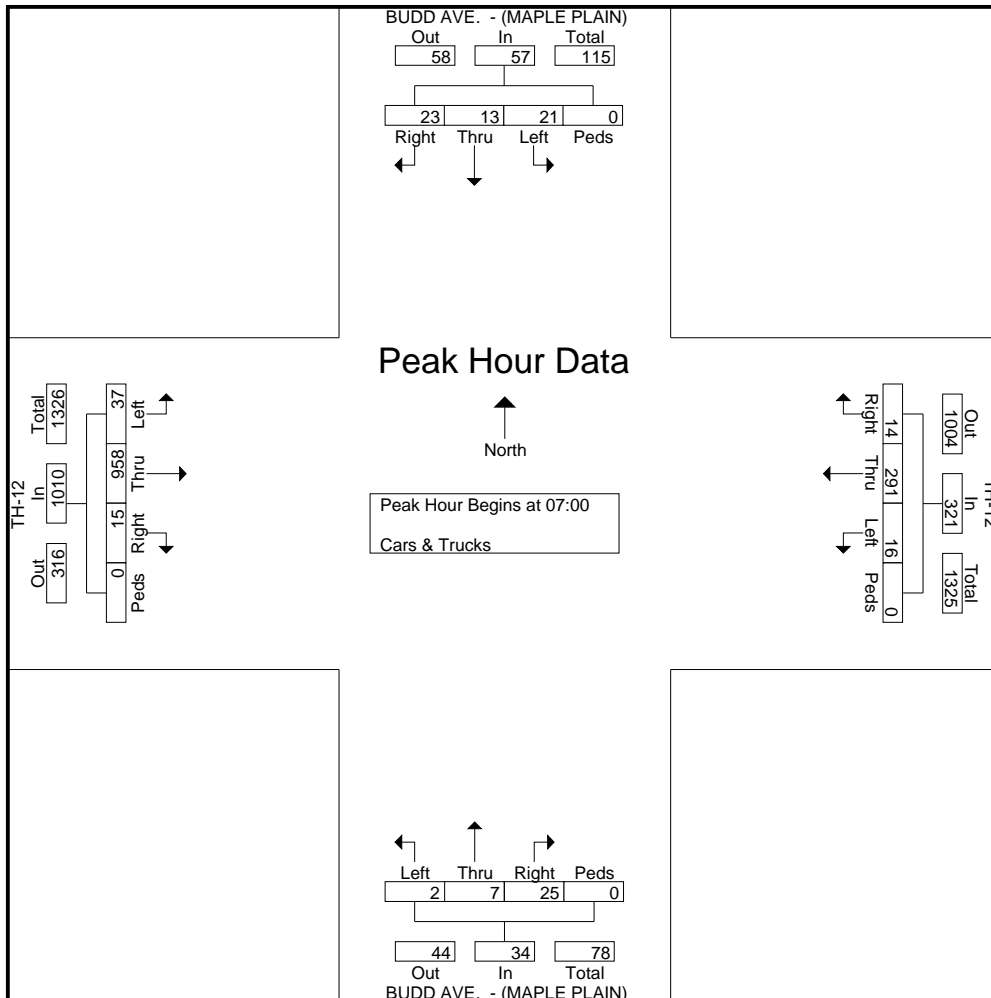 BUDD AVE. - (MAPLE PLAIN)
Out In Total
58 57 115
23 13 21 0
Right Thru Left Peds
Peak Hour Data
North
Peak Hour Begins at 07:00
Cars & Trucks
TH-12
Total In Out
1326 1010 316
37 958 15 0
Left Thru Right Peds
Right Thru Left Peds
14 291 16 0
Out In Total
1004 321 1325
TH-12
Left Thru Right Peds
2 7 25 0
44 34 78
Out In Total
BUDD AVE. - (MAPLE PLAIN)